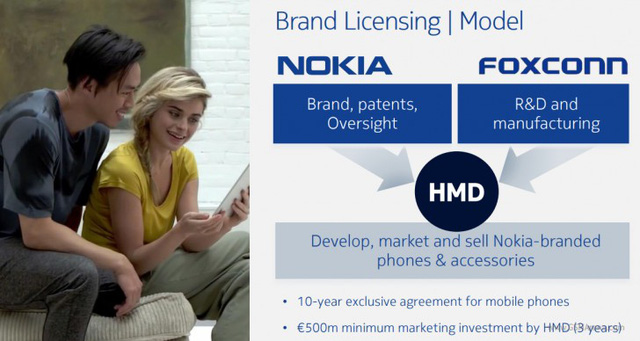 Brand Licensing | Model
NOKIA
FOXCONN
Brand, patents,
Oversight
R&D and
manufacturing
HMD
Develop, market and sell Nokia-branded
phones & accessories
• 10-year exclusive agreement for mobile phones
• €500m minimum marketing investment by HMD (3 years)